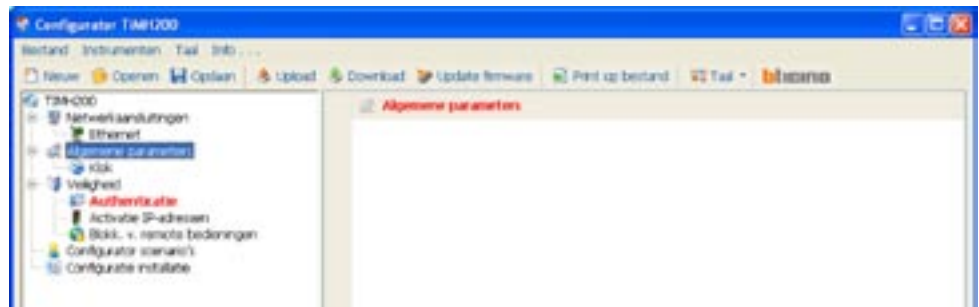 Configurator TiMH200
Bestand Instrumenten Taal Info ...
Nieuw Openen Opslaan Upload Download Update firmware Print op bestand Taal bticino
TiMH200
Netwerkaansluitingen
Ethernet
Algemene parameters
Klok
Veiligheid
Authenticatie
Activatie IP-adressen
Blokk. v. remote bedieningen
Configurator scenario's
Configuratie installatie
Algemene parameters